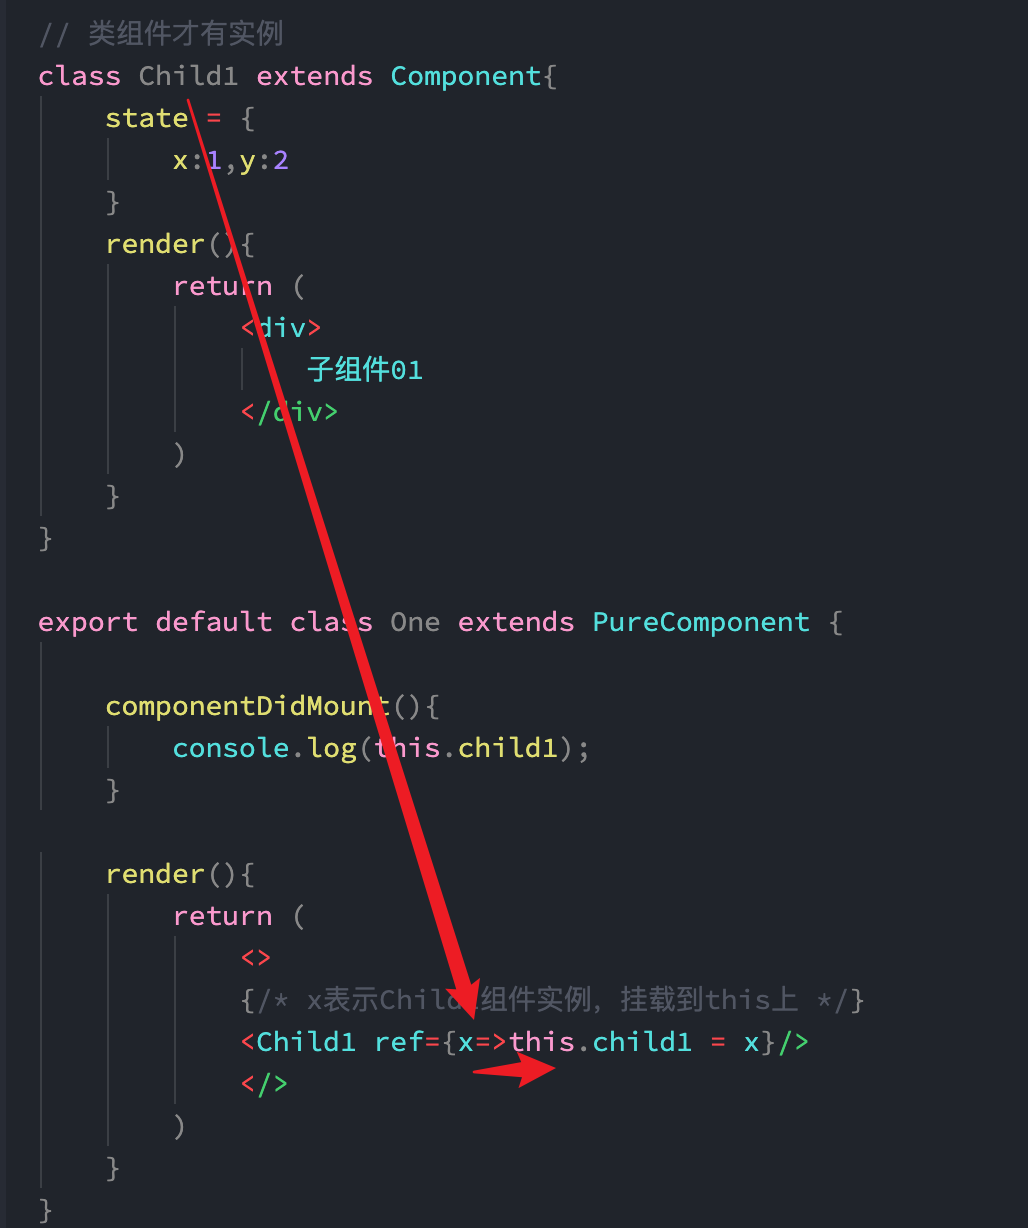 // 类组件才有实例
class Child1 extends Component{
    state = {
        x:1,y:2
    }
    render(){
        return (
            <div>
                子组件01
            </div>
        )
    }
}

export default class One extends PureComponent {

    componentDidMount(){
        console.log(this.child1);
    }

    render(){
        return (
            <>
            {/* x表示Child1组件实例，挂载到this上 */}
            <Child1 ref={x=>this.child1 = x}/>
            </>
        )
    }
}